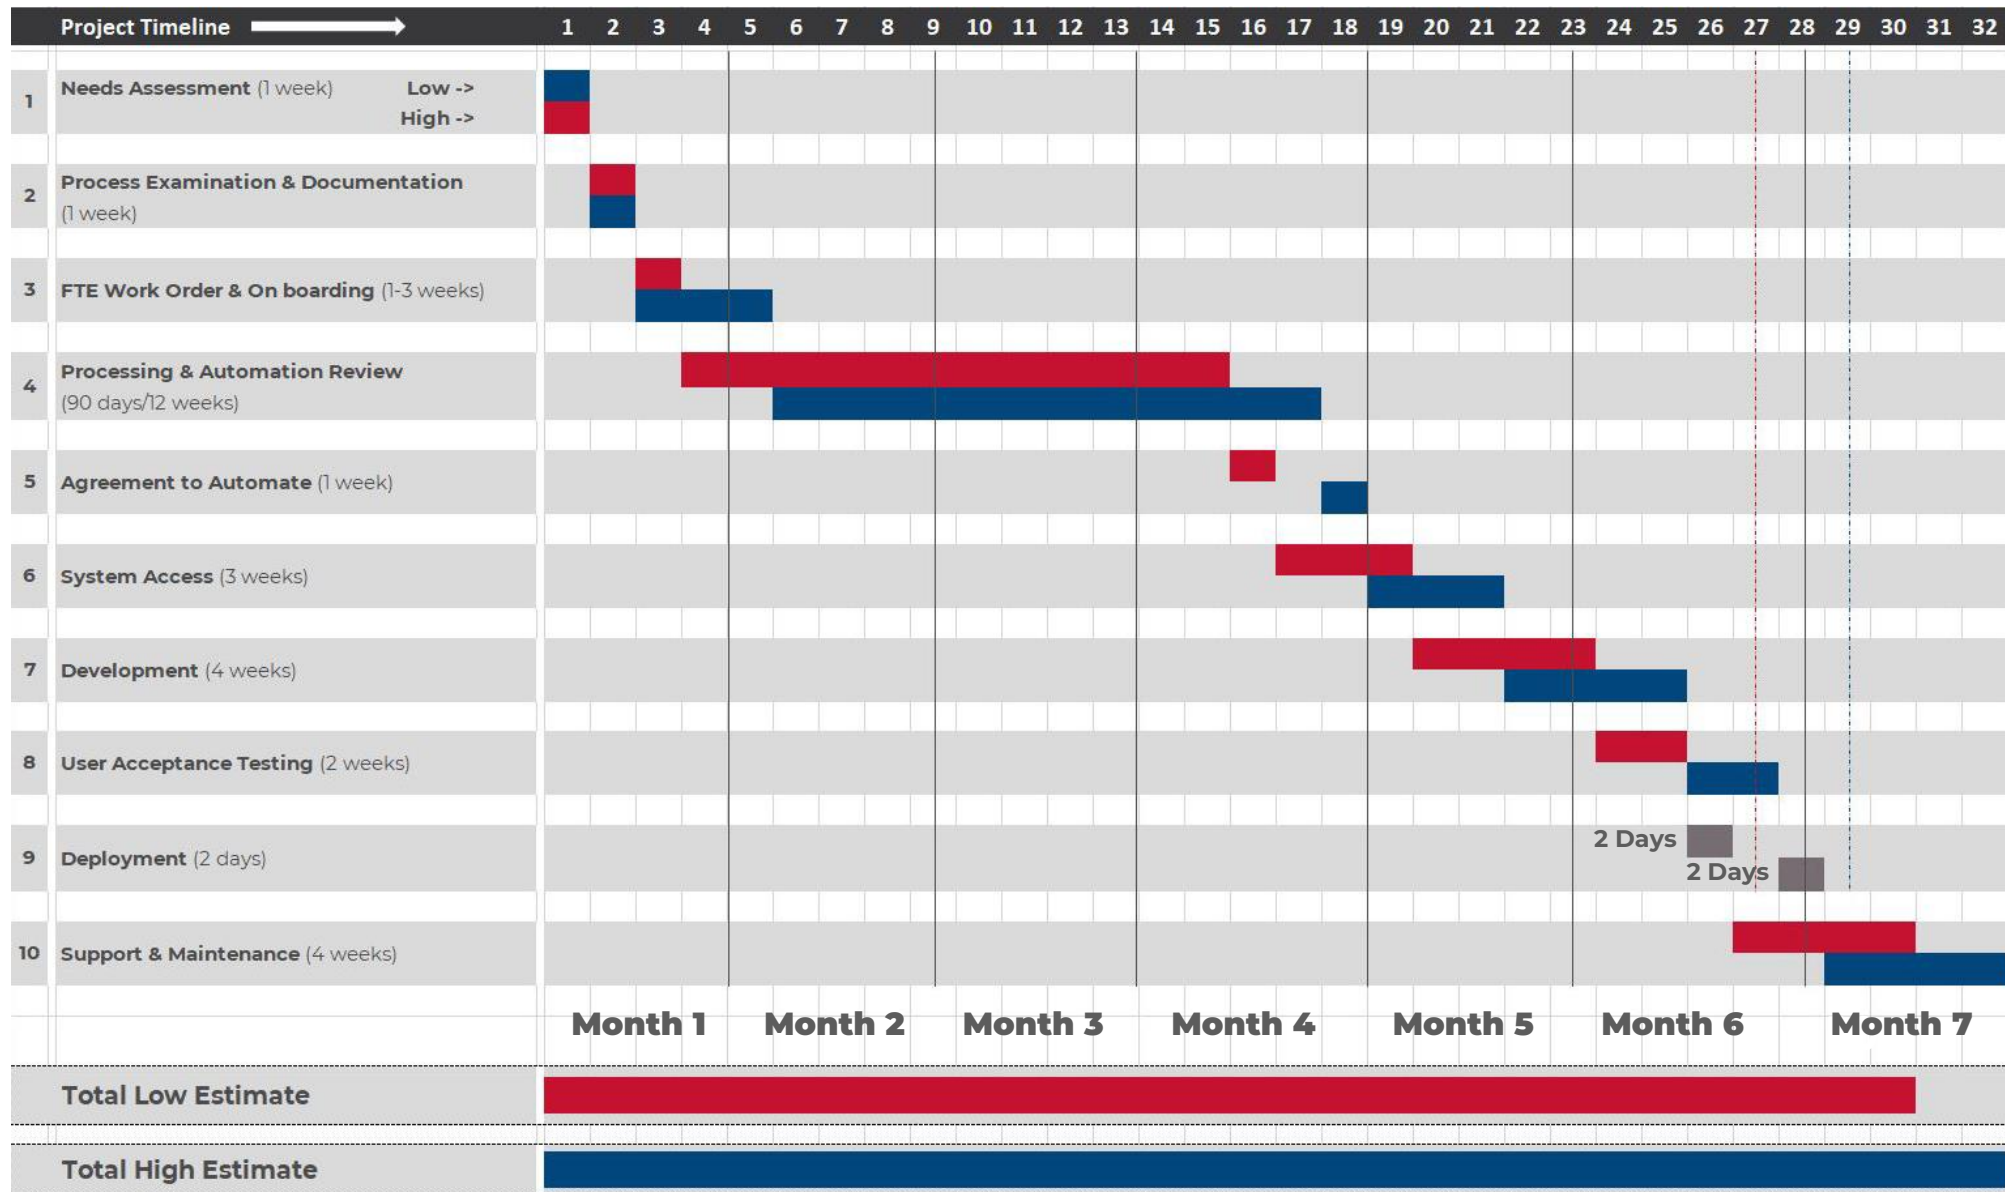 Project Timeline 1 2 3 4 5 6 7 8 9 10 11 12 13 14 15 16 17 18 19 20 21 22 23 24 25 26 27 28 29 30 31 32
1 Needs Assessment (1 week) Low ->
High ->
2 Process Examination & Documentation
(1 week)
3 FTE Work Order & On boarding (1-3 weeks)
4 Processing & Automation Review
(90 days/12 weeks)
5 Agreement to Automate (1 week)
6 System Access (3 weeks)
7 Development (4 weeks)
8 User Acceptance Testing (2 weeks)
9 Deployment (2 days) 2 Days
2 Days
10 Support & Maintenance (4 weeks)
Month 1 Month 2 Month 3 Month 4 Month 5 Month 6 Month 7
Total Low Estimate
Total High Estimate